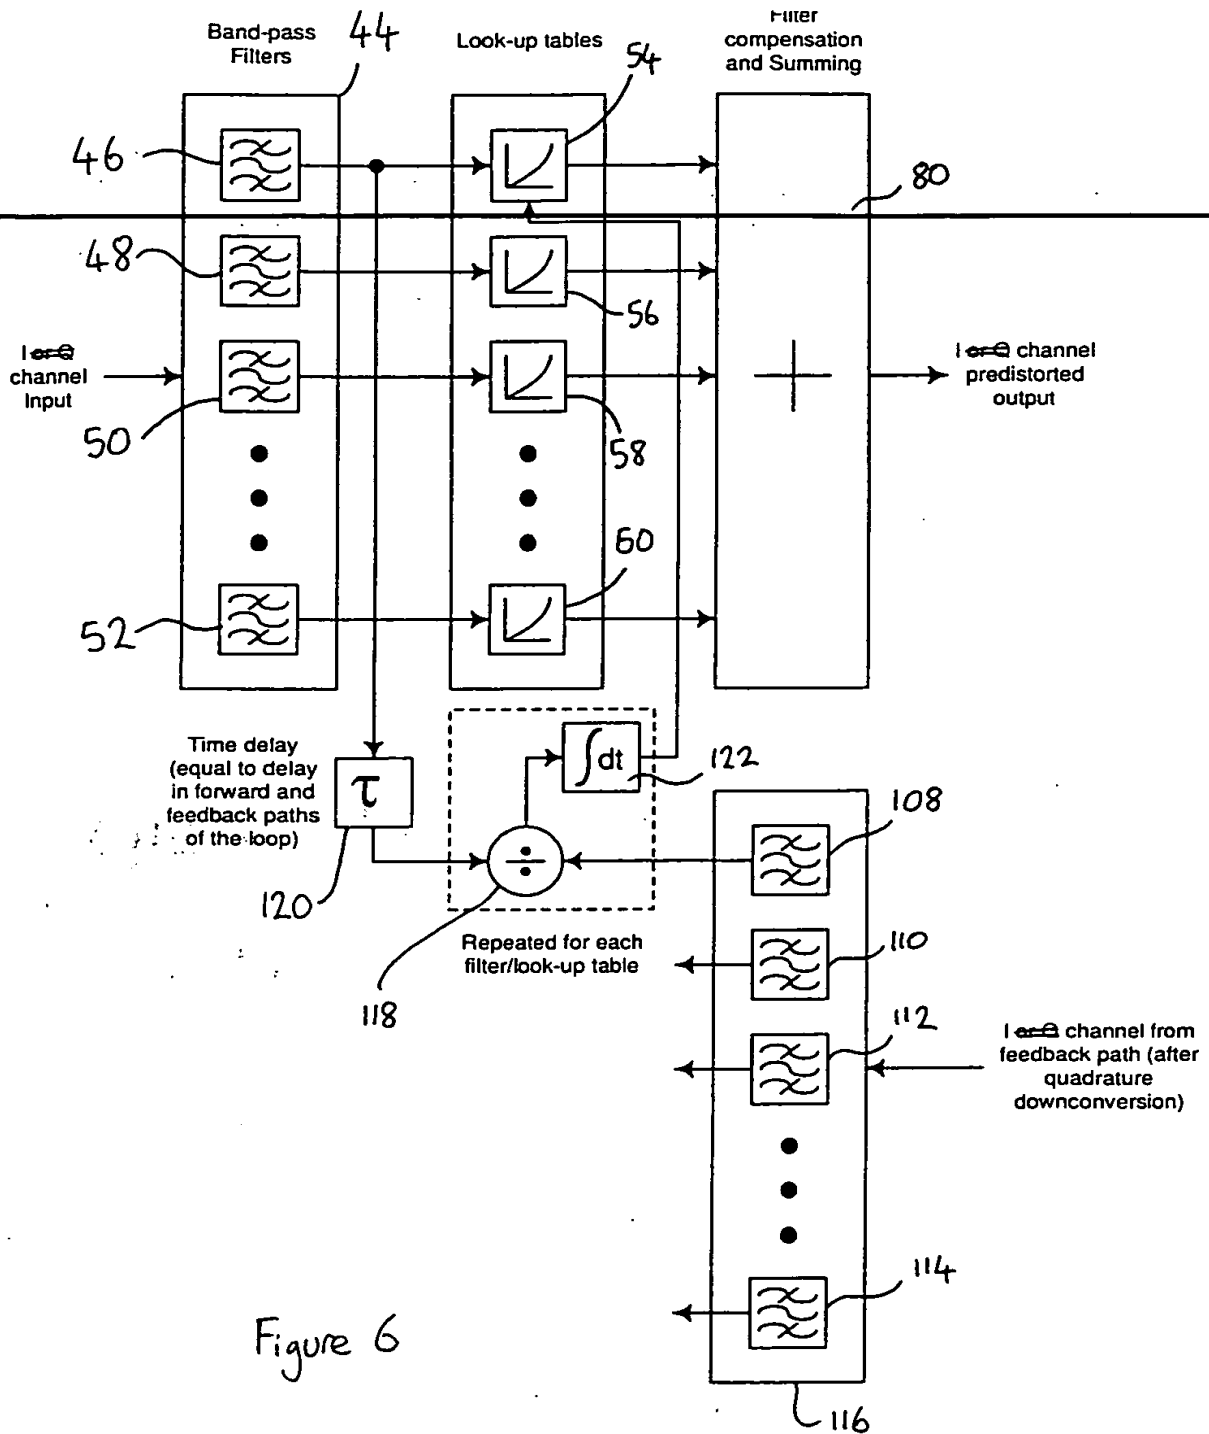 Band-pass
Filters
44
Look-up tables
54
Filter
compensation
and Summing
46
80
48
56
I or Q
channel
Input
I or Q channel
predistorted
output
50
58
60
52
Time delay
(equal to delay
in forward and
feedback paths
of the loop)
τ
∫dt
122
108
÷
120
110
Repeated for each
filter/look-up table
118
112
I or Q channel from
feedback path (after
quadrature
downconversion)
114
Figure 6
116